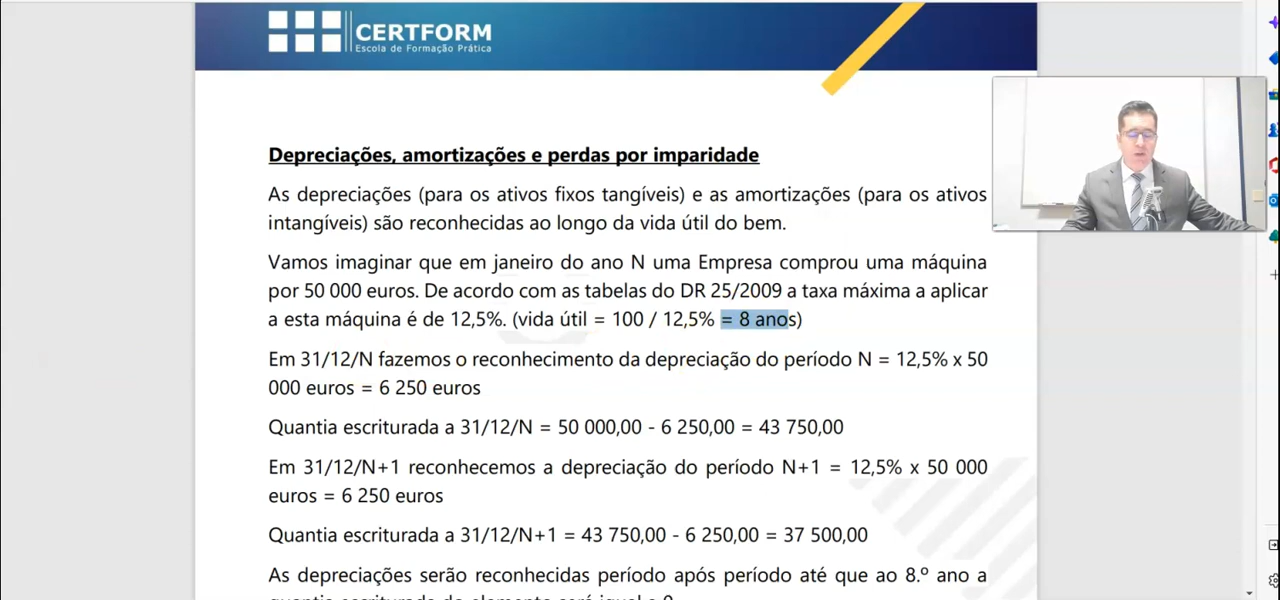 CERTFORM
Escola de Formação Prática
Depreciações, amortizações e perdas por imparidade
As depreciações (para os ativos fixos tangíveis) e as amortizações (para os ativos
intangíveis) são reconhecidas ao longo da vida útil do bem.
Vamos imaginar que em janeiro do ano N uma Empresa comprou uma máquina
por 50 000 euros. De acordo com as tabelas do DR 25/2009 a taxa máxima a aplicar
a esta máquina é de 12,5%. (vida útil = 100 / 12,5% = 8 anos)
Em 31/12/N fazemos o reconhecimento da depreciação do período N = 12,5% x 50
000 euros = 6 250 euros
Quantia escriturada a 31/12/N = 50 000,00 - 6 250,00 = 43 750,00
Em 31/12/N+1 reconhecemos a depreciação do período N+1 = 12,5% x 50 000
euros = 6 250 euros
Quantia escriturada a 31/12/N+1 = 43 750,00 - 6 250,00 = 37 500,00
As depreciações serão reconhecidas período após período até que ao 8.º ano a
quantia escriturada do elemento será igual a 0